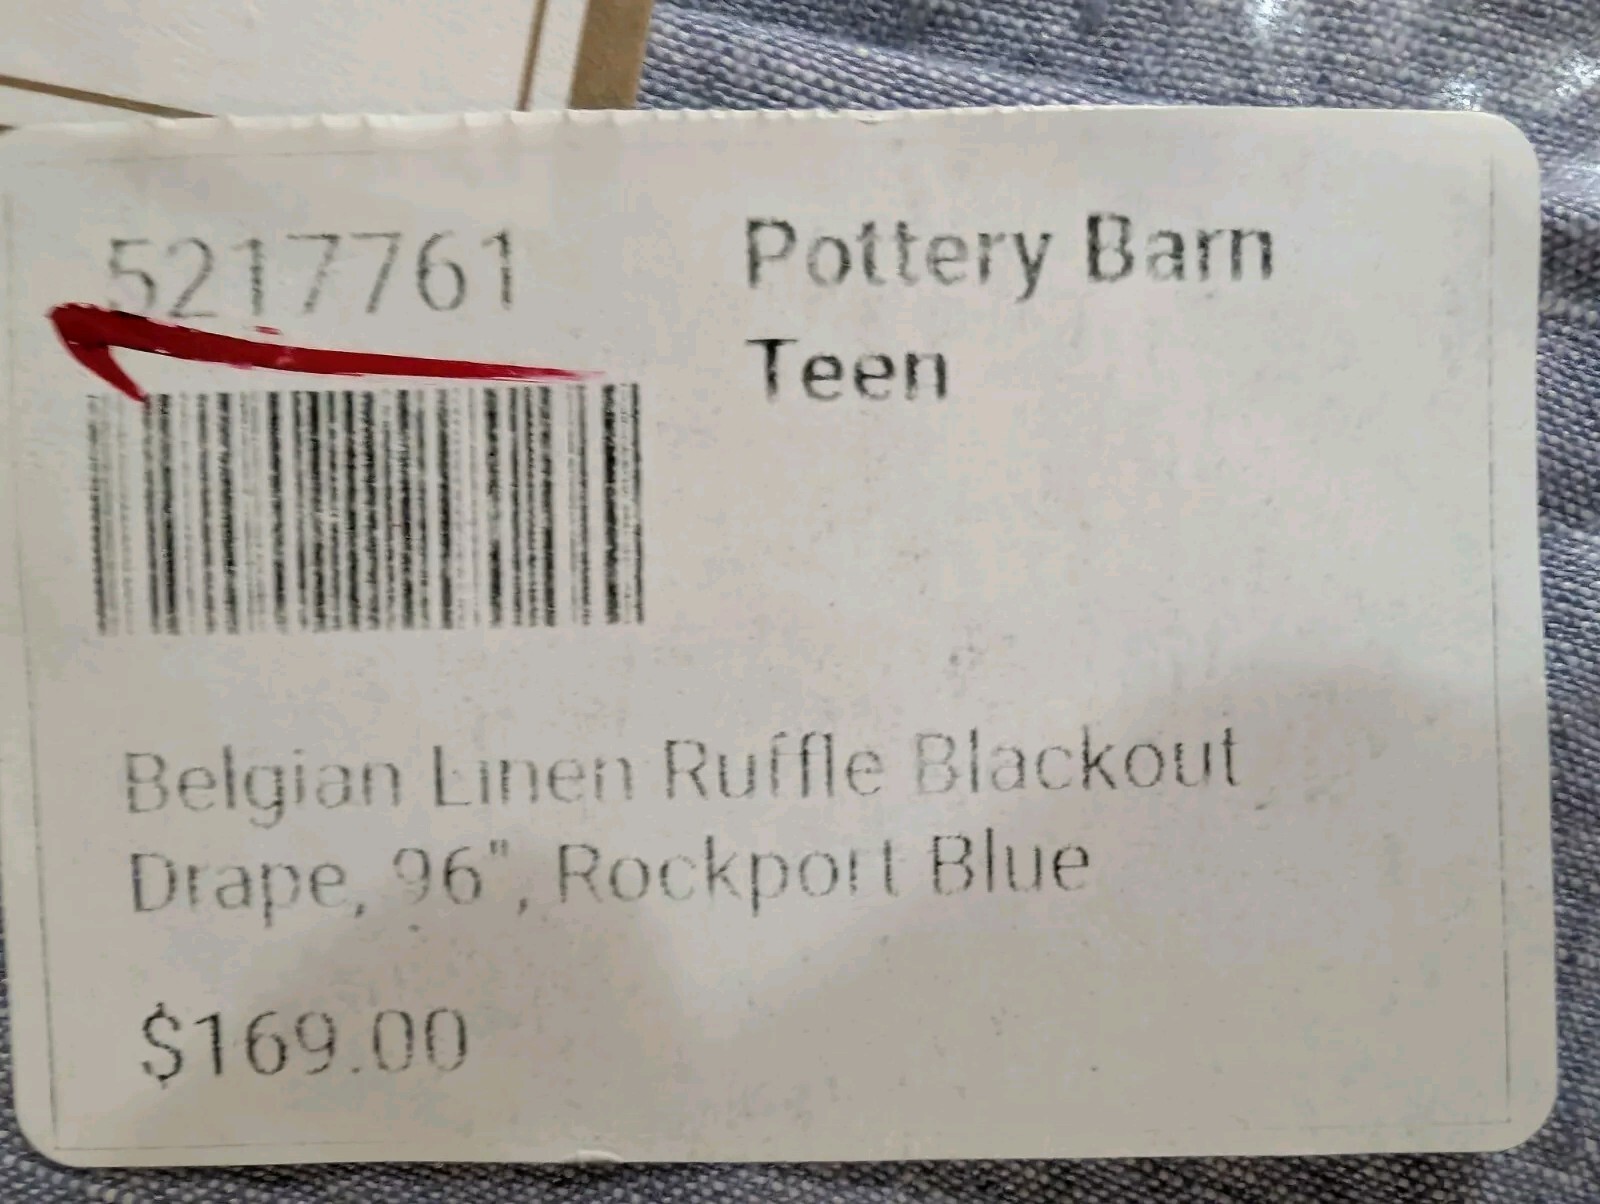 5217761
Pottery Barn
Teen
Belgian Linen Ruffle Blackout
Drape, 96", Rockport Blue
$169.00